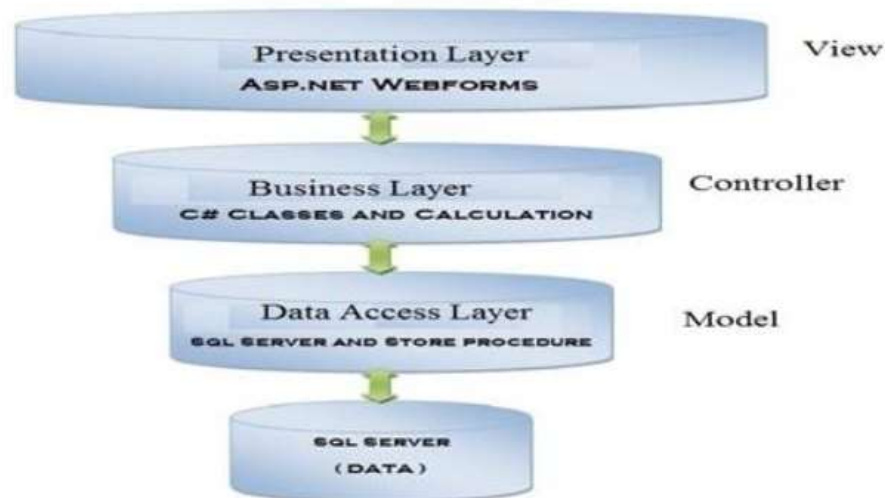 Presentation Layer
View
ASP.NET WEBFORMS
Business Layer
Controller
C# CLASSES AND CALCULATION
Data Access Layer
Model
SQL SERVER AND STORE PROCEDURE
SQL SERVER
( DATA )